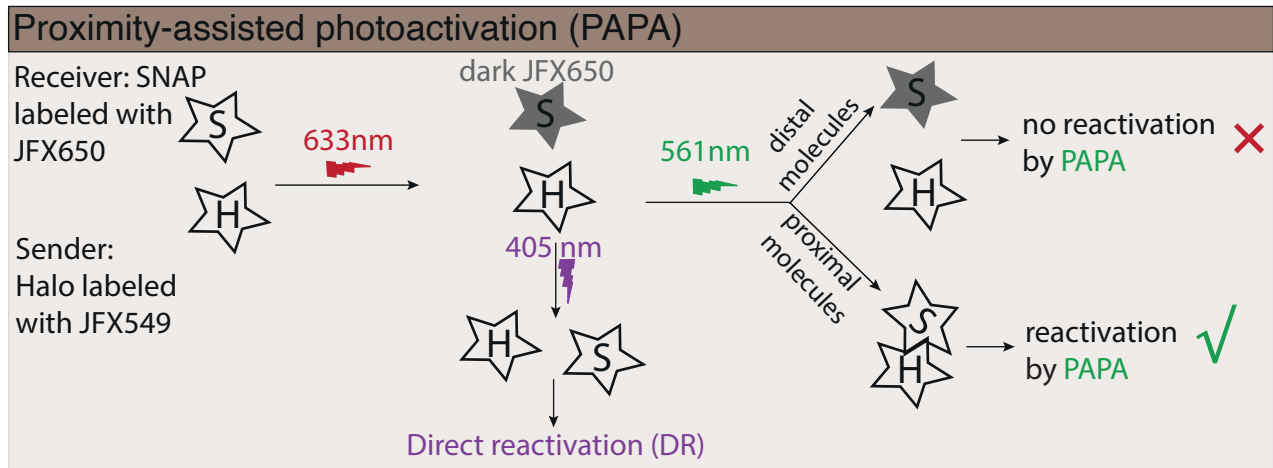 Proximity-assisted photoactivation (PAPA)
Receiver: SNAP
labeled with
JFX650
S
H
Sender:
Halo labeled
with JFX549
633nm
dark JFX650
S
H
405 nm
H
S
Direct reactivation (DR)
561nm
distal
molecules
proximal
molecules
S
H
no reactivation
by PAPA
S
H
reactivation
by PAPA